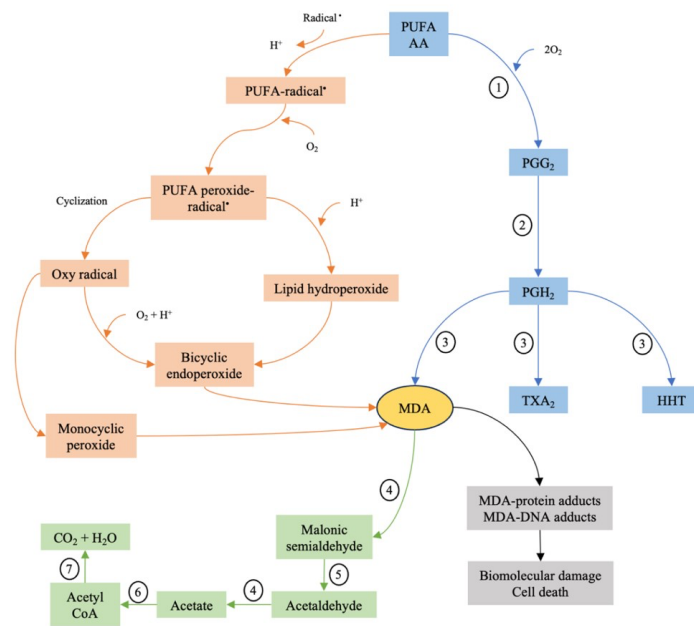 Radical•
H⁺
PUFA
AA
2O₂
①
PUFA-radical•
O₂
PGG₂
PUFA peroxide-
radical•
Cyclization
H⁺
②
Oxy radical
Lipid hydroperoxide
PGH₂
O₂ + H⁺
③
③
③
Bicyclic
endoperoxide
MDA
TXA₂
HHT
Monocyclic
peroxide
④
MDA-protein adducts
MDA-DNA adducts
Malonic
semialdehyde
CO₂ + H₂O
⑦
⑤
Biomolecular damage
Cell death
Acetyl
CoA
⑥
Acetate
④
Acetaldehyde